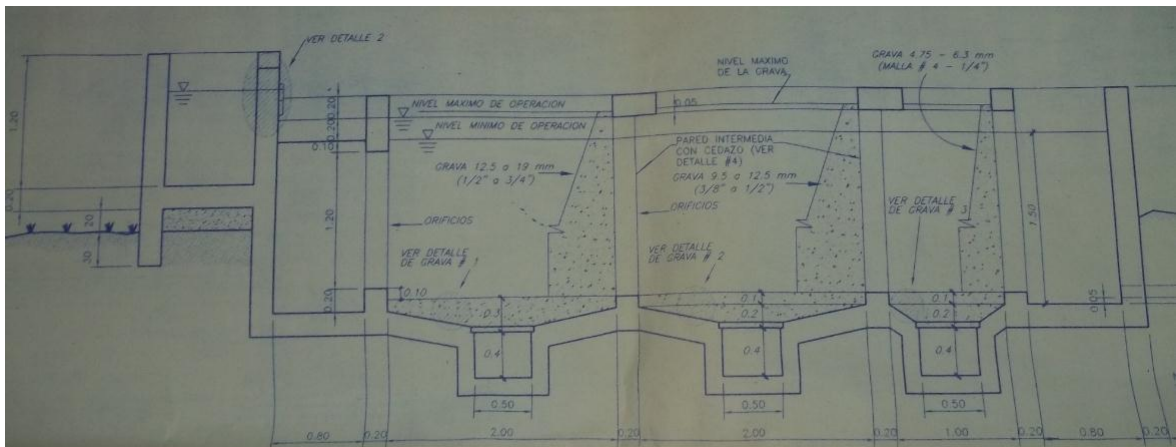 VER DETALLE 2
NIVEL MAXIMO
DE LA GRAVA
GRAVA 4.75 - 6.3 mm
(MALLA # 4 - 1/4")
NIVEL MAXIMO DE OPERACION
NIVEL MINIMO DE OPERACION
0.20
0.20
0.10
0.05
1.20
0.20
20
30
GRAVA 12.5 a 19 mm
(1/2" a 3/4")
PARED INTERMEDIA
CON CEDAZO (VER
DETALLE #4)
GRAVA 9.5 a 12.5 mm
(3/8" a 1/2")
ORIFICIOS
ORIFICIOS
1.20
VER DETALLE
DE GRAVA # 1
VER DETALLE
DE GRAVA # 2
VER DETALLE
DE GRAVA # 3
1.50
0.20
0.10
0.3
0.4
0.1
0.2
0.4
0.1
0.2
0.4
0.05
0.50
0.50
0.50
0.80
0.20
2.00
0.20
2.00
0.20
1.00
0.20
0.80
0.20